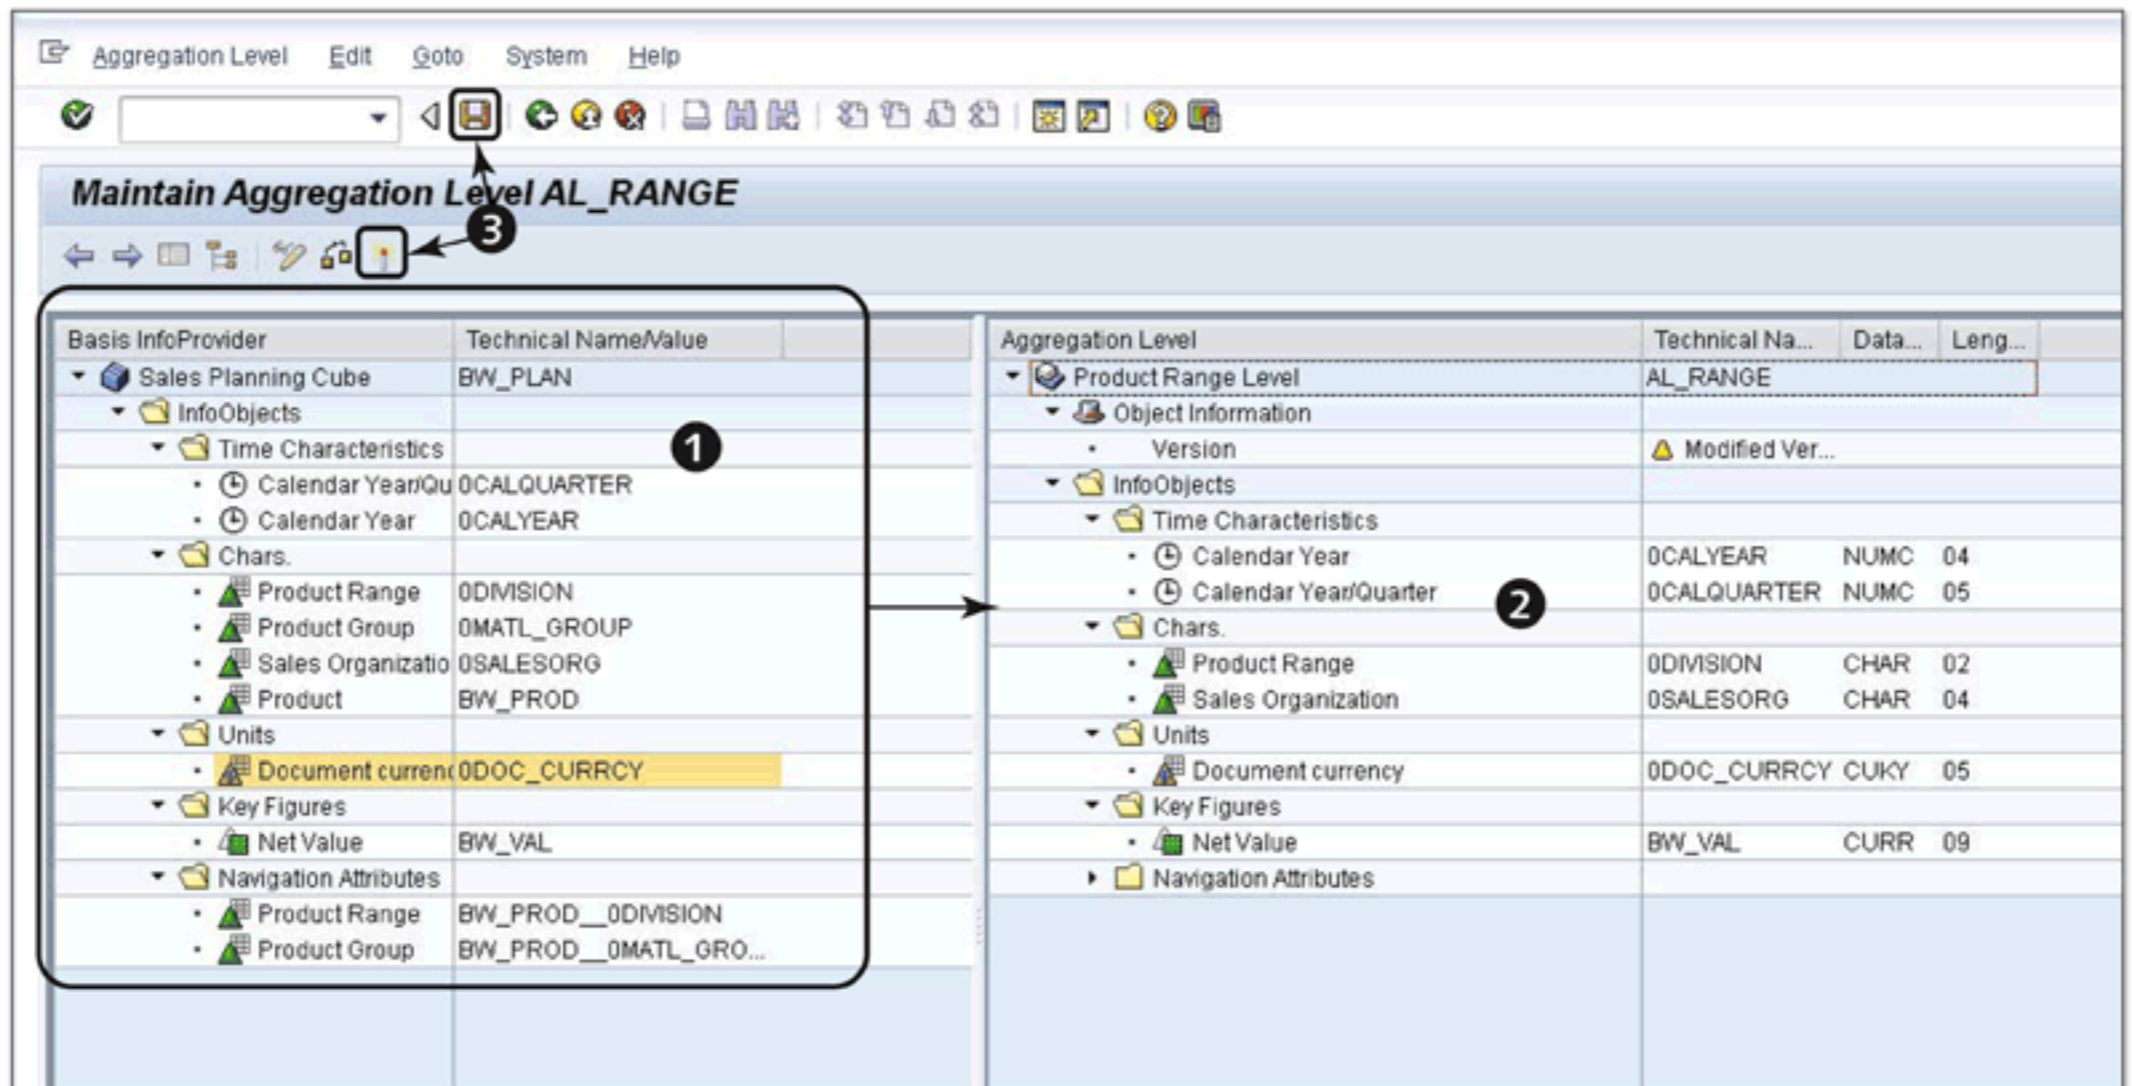 Aggregation Level Edit Goto System Help
Maintain Aggregation Level AL_RANGE
3
Basis InfoProvider Technical Name/Value
Sales Planning Cube BW_PLAN
InfoObjects
Time Characteristics
1
Calendar Year/Qu 0CALQUARTER
Calendar Year 0CALYEAR
Chars.
Product Range 0DIVISION
Product Group 0MATL_GROUP
Sales Organizatio 0SALESORG
Product BW_PROD
Units
Document currenc 0DOC_CURRCY
Key Figures
Net Value BW_VAL
Navigation Attributes
Product Range BW_PROD__0DIVISION
Product Group BW_PROD__0MATL_GRO...
Aggregation Level Technical Na... Data... Leng...
Product Range Level AL_RANGE
Object Information
Version Modified Ver...
InfoObjects
Time Characteristics
Calendar Year 0CALYEAR NUMC 04
Calendar Year/Quarter 0CALQUARTER NUMC 05
2
Chars.
Product Range 0DIVISION CHAR 02
Sales Organization 0SALESORG CHAR 04
Units
Document currency 0DOC_CURRCY CUKY 05
Key Figures
Net Value BW_VAL CURR 09
Navigation Attributes